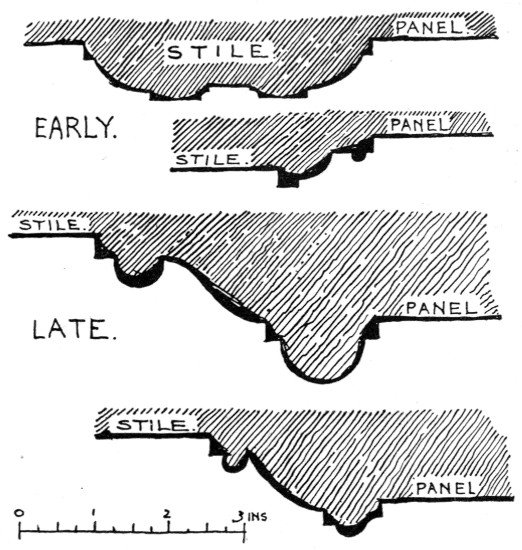 STILE.
PANEL.
EARLY.
STILE.
PANEL
STILE.
LATE.
PANEL
STILE.
PANEL
0 1 2 3 INS